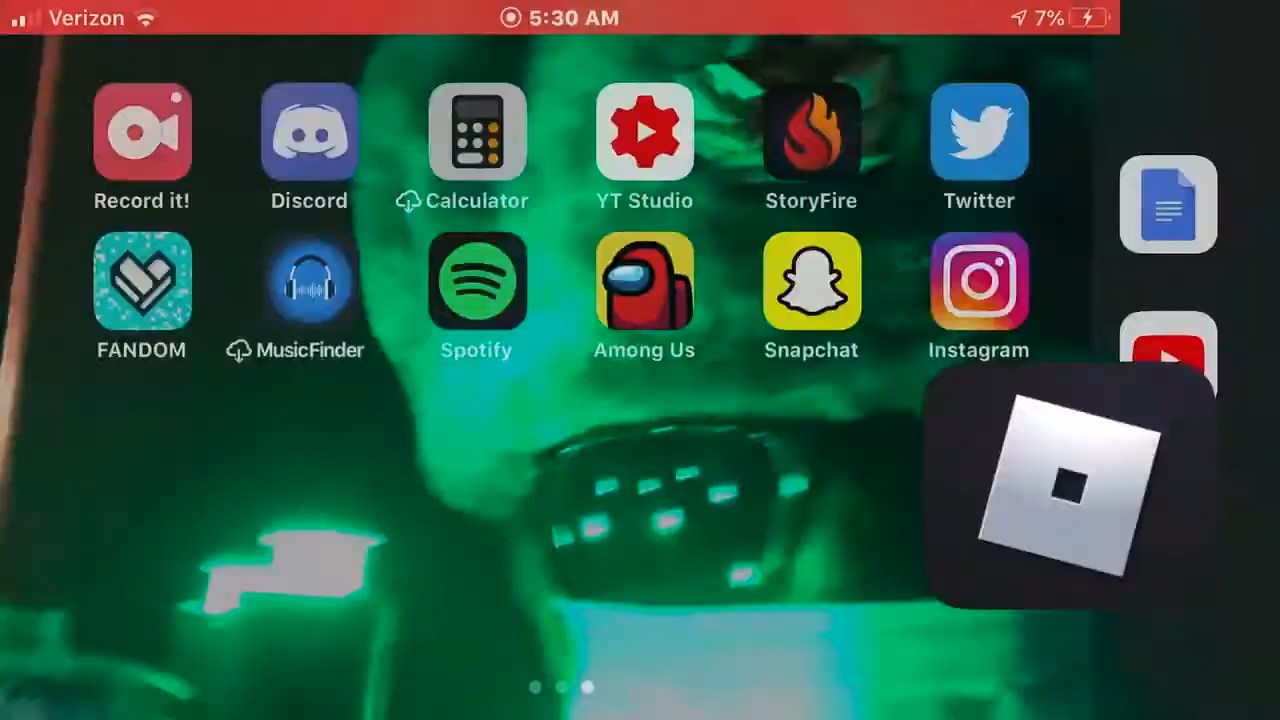 Verizon 5:30 AM 7%
Record it! Discord Calculator YT Studio StoryFire Twitter
FANDOM MusicFinder Spotify Among Us Snapchat Instagram